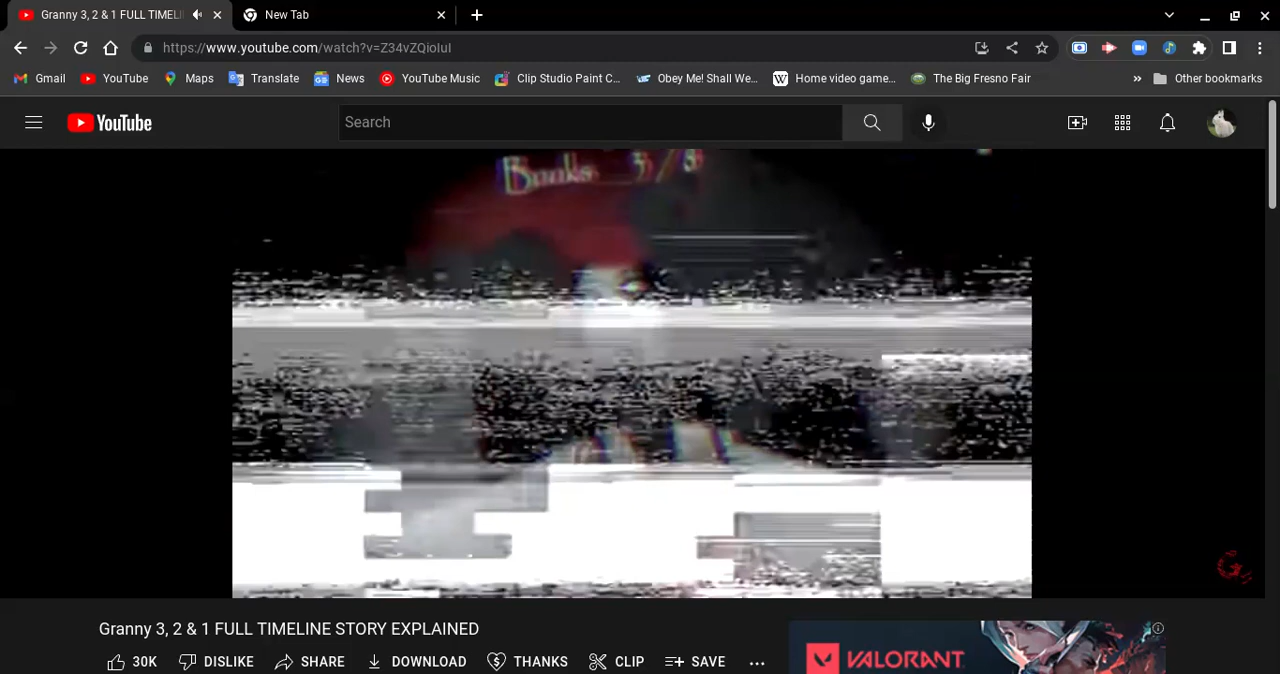 Granny 3, 2 & 1 FULL TIMELI
New Tab
https://www.youtube.com/watch?v=Z34vZQioIuI
Gmail
YouTube
Maps
Translate
News
YouTube Music
Clip Studio Paint C...
Obey Me! Shall We...
W
Home video game...
The Big Fresno Fair
»
Other bookmarks
YouTube
Search
Books 3/8
Granny 3, 2 & 1 FULL TIMELINE STORY EXPLAINED
30K
DISLIKE
SHARE
DOWNLOAD
THANKS
CLIP
SAVE
...
VALORANT